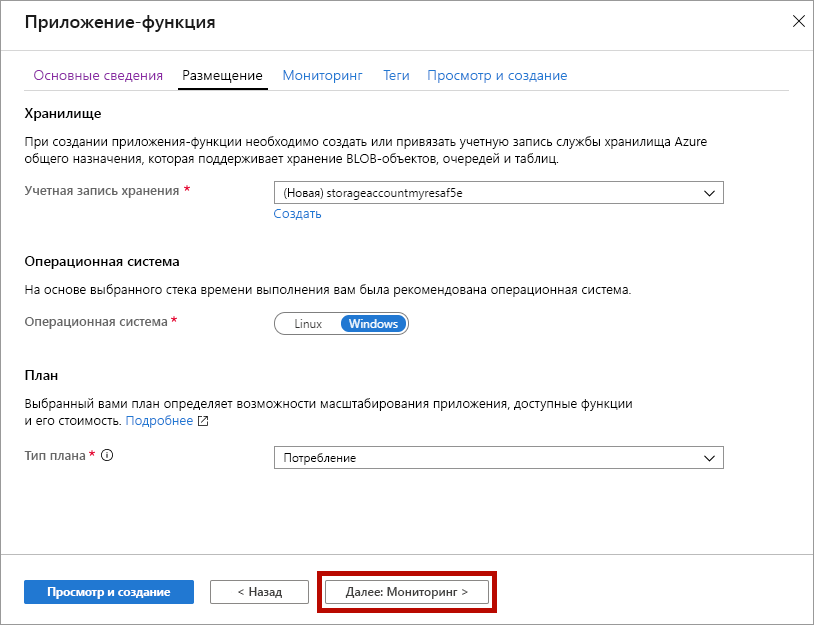 Приложение-функция
Основные сведения Размещение Мониторинг Теги Просмотр и создание
Хранилище
При создании приложения-функции необходимо создать или привязать учетную запись службы хранилища Azure
общего назначения, которая поддерживает хранение BLOB-объектов, очередей и таблиц.
Учетная запись хранения * (Новая) storageaccountmyresaf5e
Создать
Операционная система
На основе выбранного стека времени выполнения вам была рекомендована операционная система.
Операционная система * Linux Windows
План
Выбранный вами план определяет возможности масштабирования приложения, доступные функции
и его стоимость. Подробнее
Тип плана * Потребление
Просмотр и создание < Назад Далее: Мониторинг >